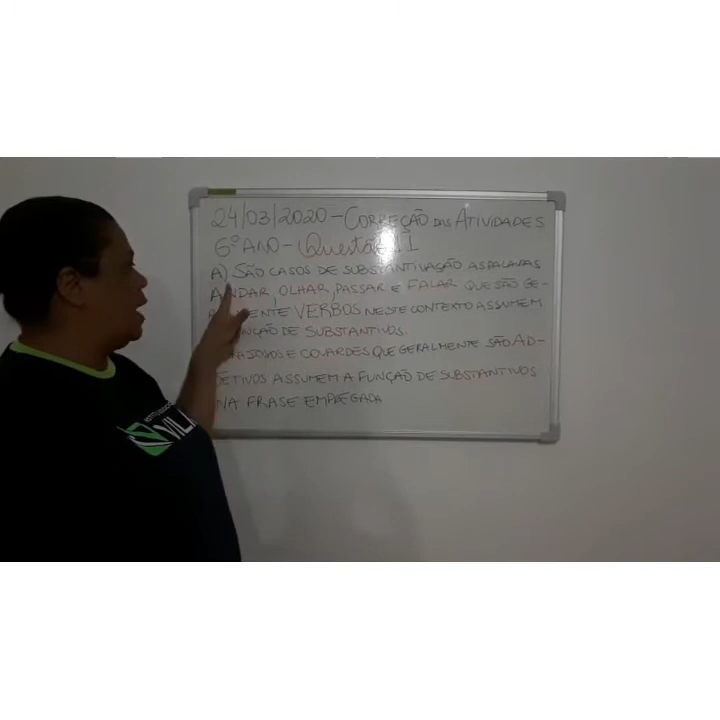 24/03/2020 - CORREÇÃO DAS ATIVIDADES
6º ANO - Questão 11
A) SÃO CASOS DE SUBSTANTIVAÇÃO AS PALAVRAS
ANDAR, OLHAR, PASSAR E FALAR QUE SÃO GE-
MENTE VERBOS NESTE CONTEXTO ASSUMEM
DE SUBSTANTIVOS.
E COVARDES QUE GERALMENTE SÃO AD-
JETIVOS ASSUMEM A FUNÇÃO DE SUBSTANTIVOS
NA FRASE EMPREGADA